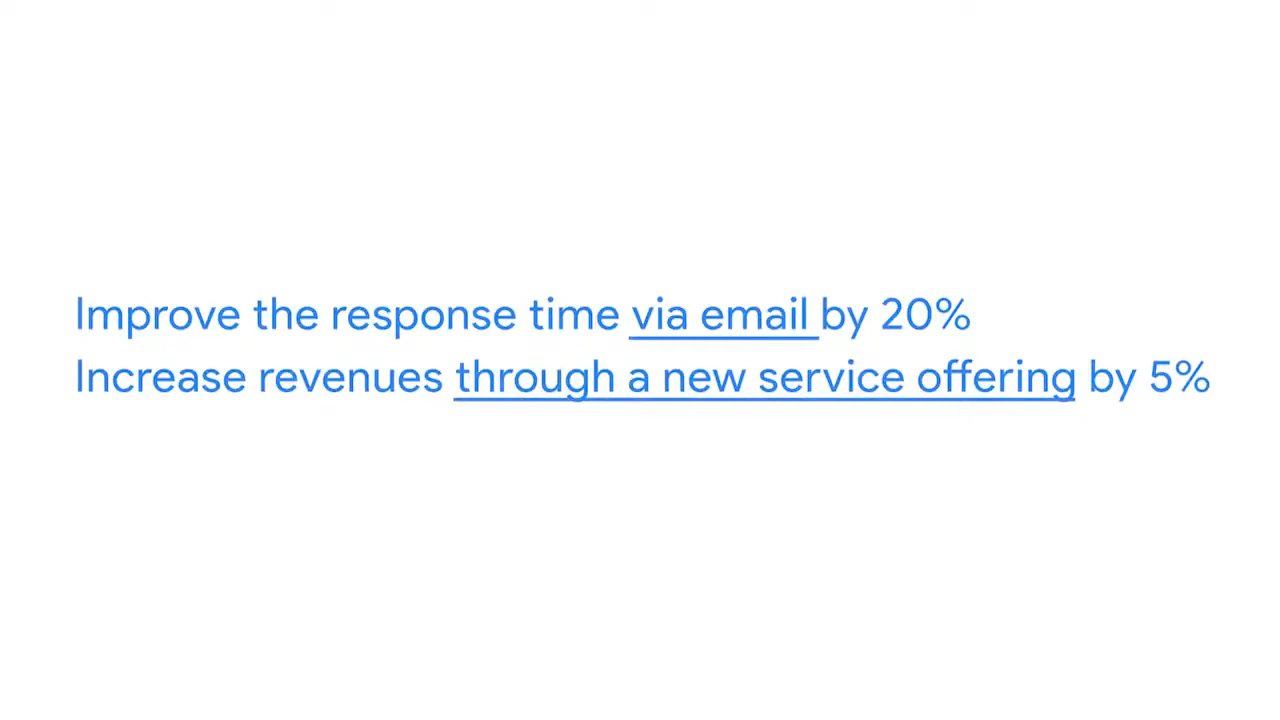 Improve the response time via email by 20%
Increase revenues through a new service offering by 5%